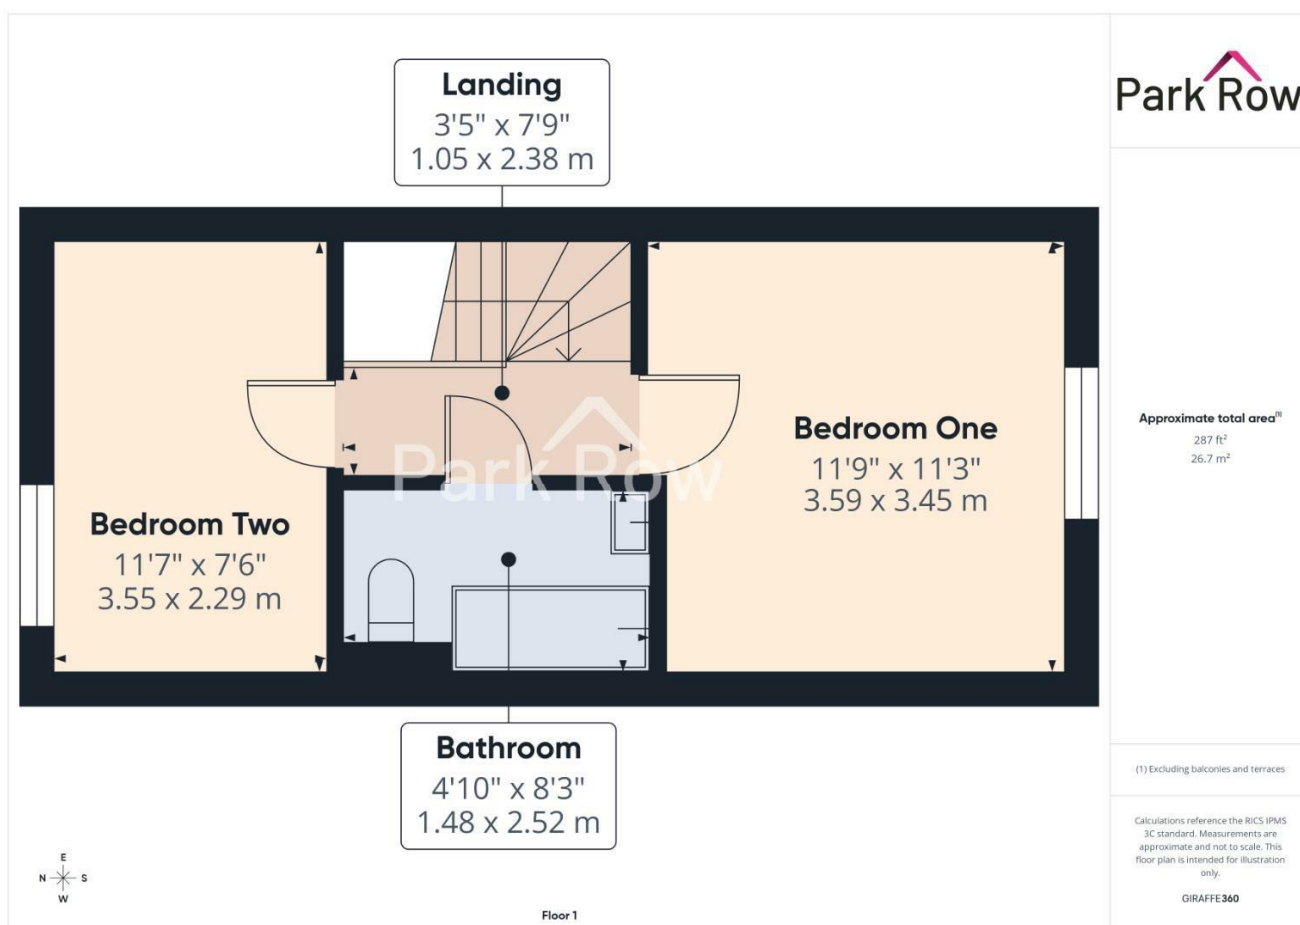 Landing
3'5" x 7'9"
1.05 x 2.38 m
Park Row
Approximate total area⁽¹⁾
287 ft²
26.7 m²
Bedroom One
11'9" x 11'3"
3.59 x 3.45 m
Park Row
Bedroom Two
11'7" x 7'6"
3.55 x 2.29 m
Bathroom
4'10" x 8'3"
1.48 x 2.52 m
(1) Excluding balconies and terraces
Calculations reference the RICS IPMS
3C standard. Measurements are
approximate and not to scale. This
floor plan is intended for illustration
only.
GIRAFFE360
E
N S
W
Floor 1